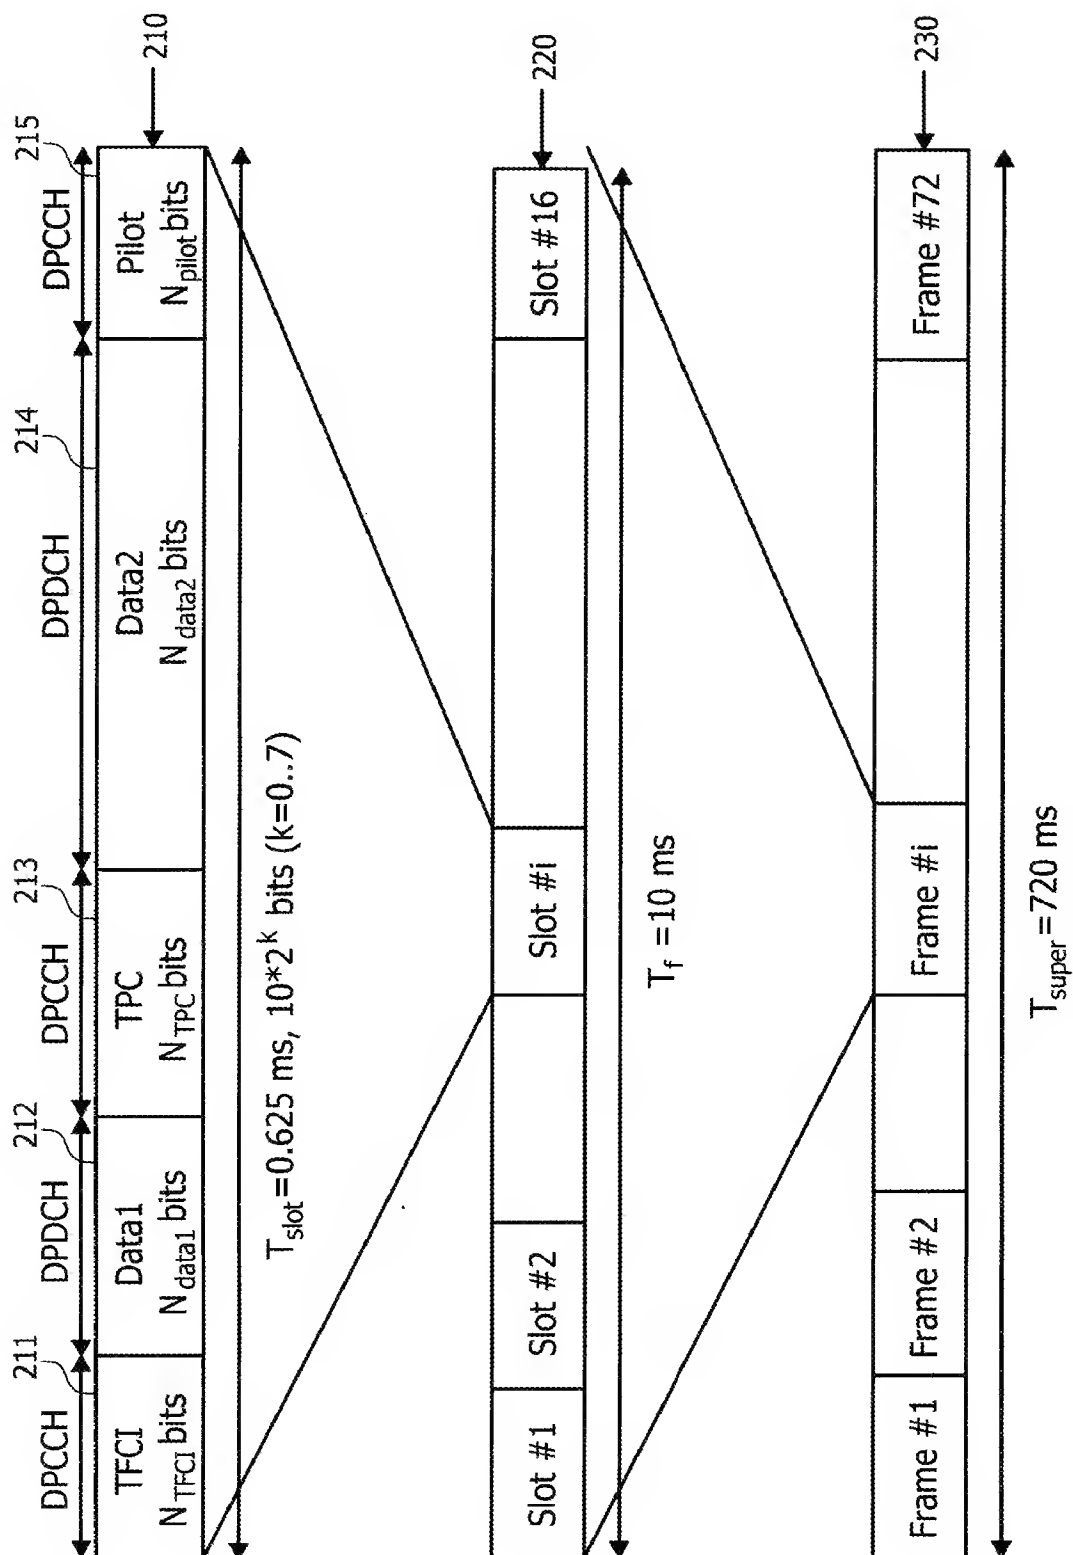 211
212
213
214
215
DPCCH
DPDCH
DPCCH
DPDCH
DPCCH
TFCI
N_TFCI bits
Data1
N_data1 bits
TPC
N_TPC bits
Data2
N_data2 bits
Pilot
N_pilot bits
210
T_slot=0.625 ms, 10*2^k bits (k=0..7)
Slot #1
Slot #2
Slot #i
Slot #16
220
T_f=10 ms
Frame #1
Frame #2
Frame #i
Frame #72
230
T_super=720 ms